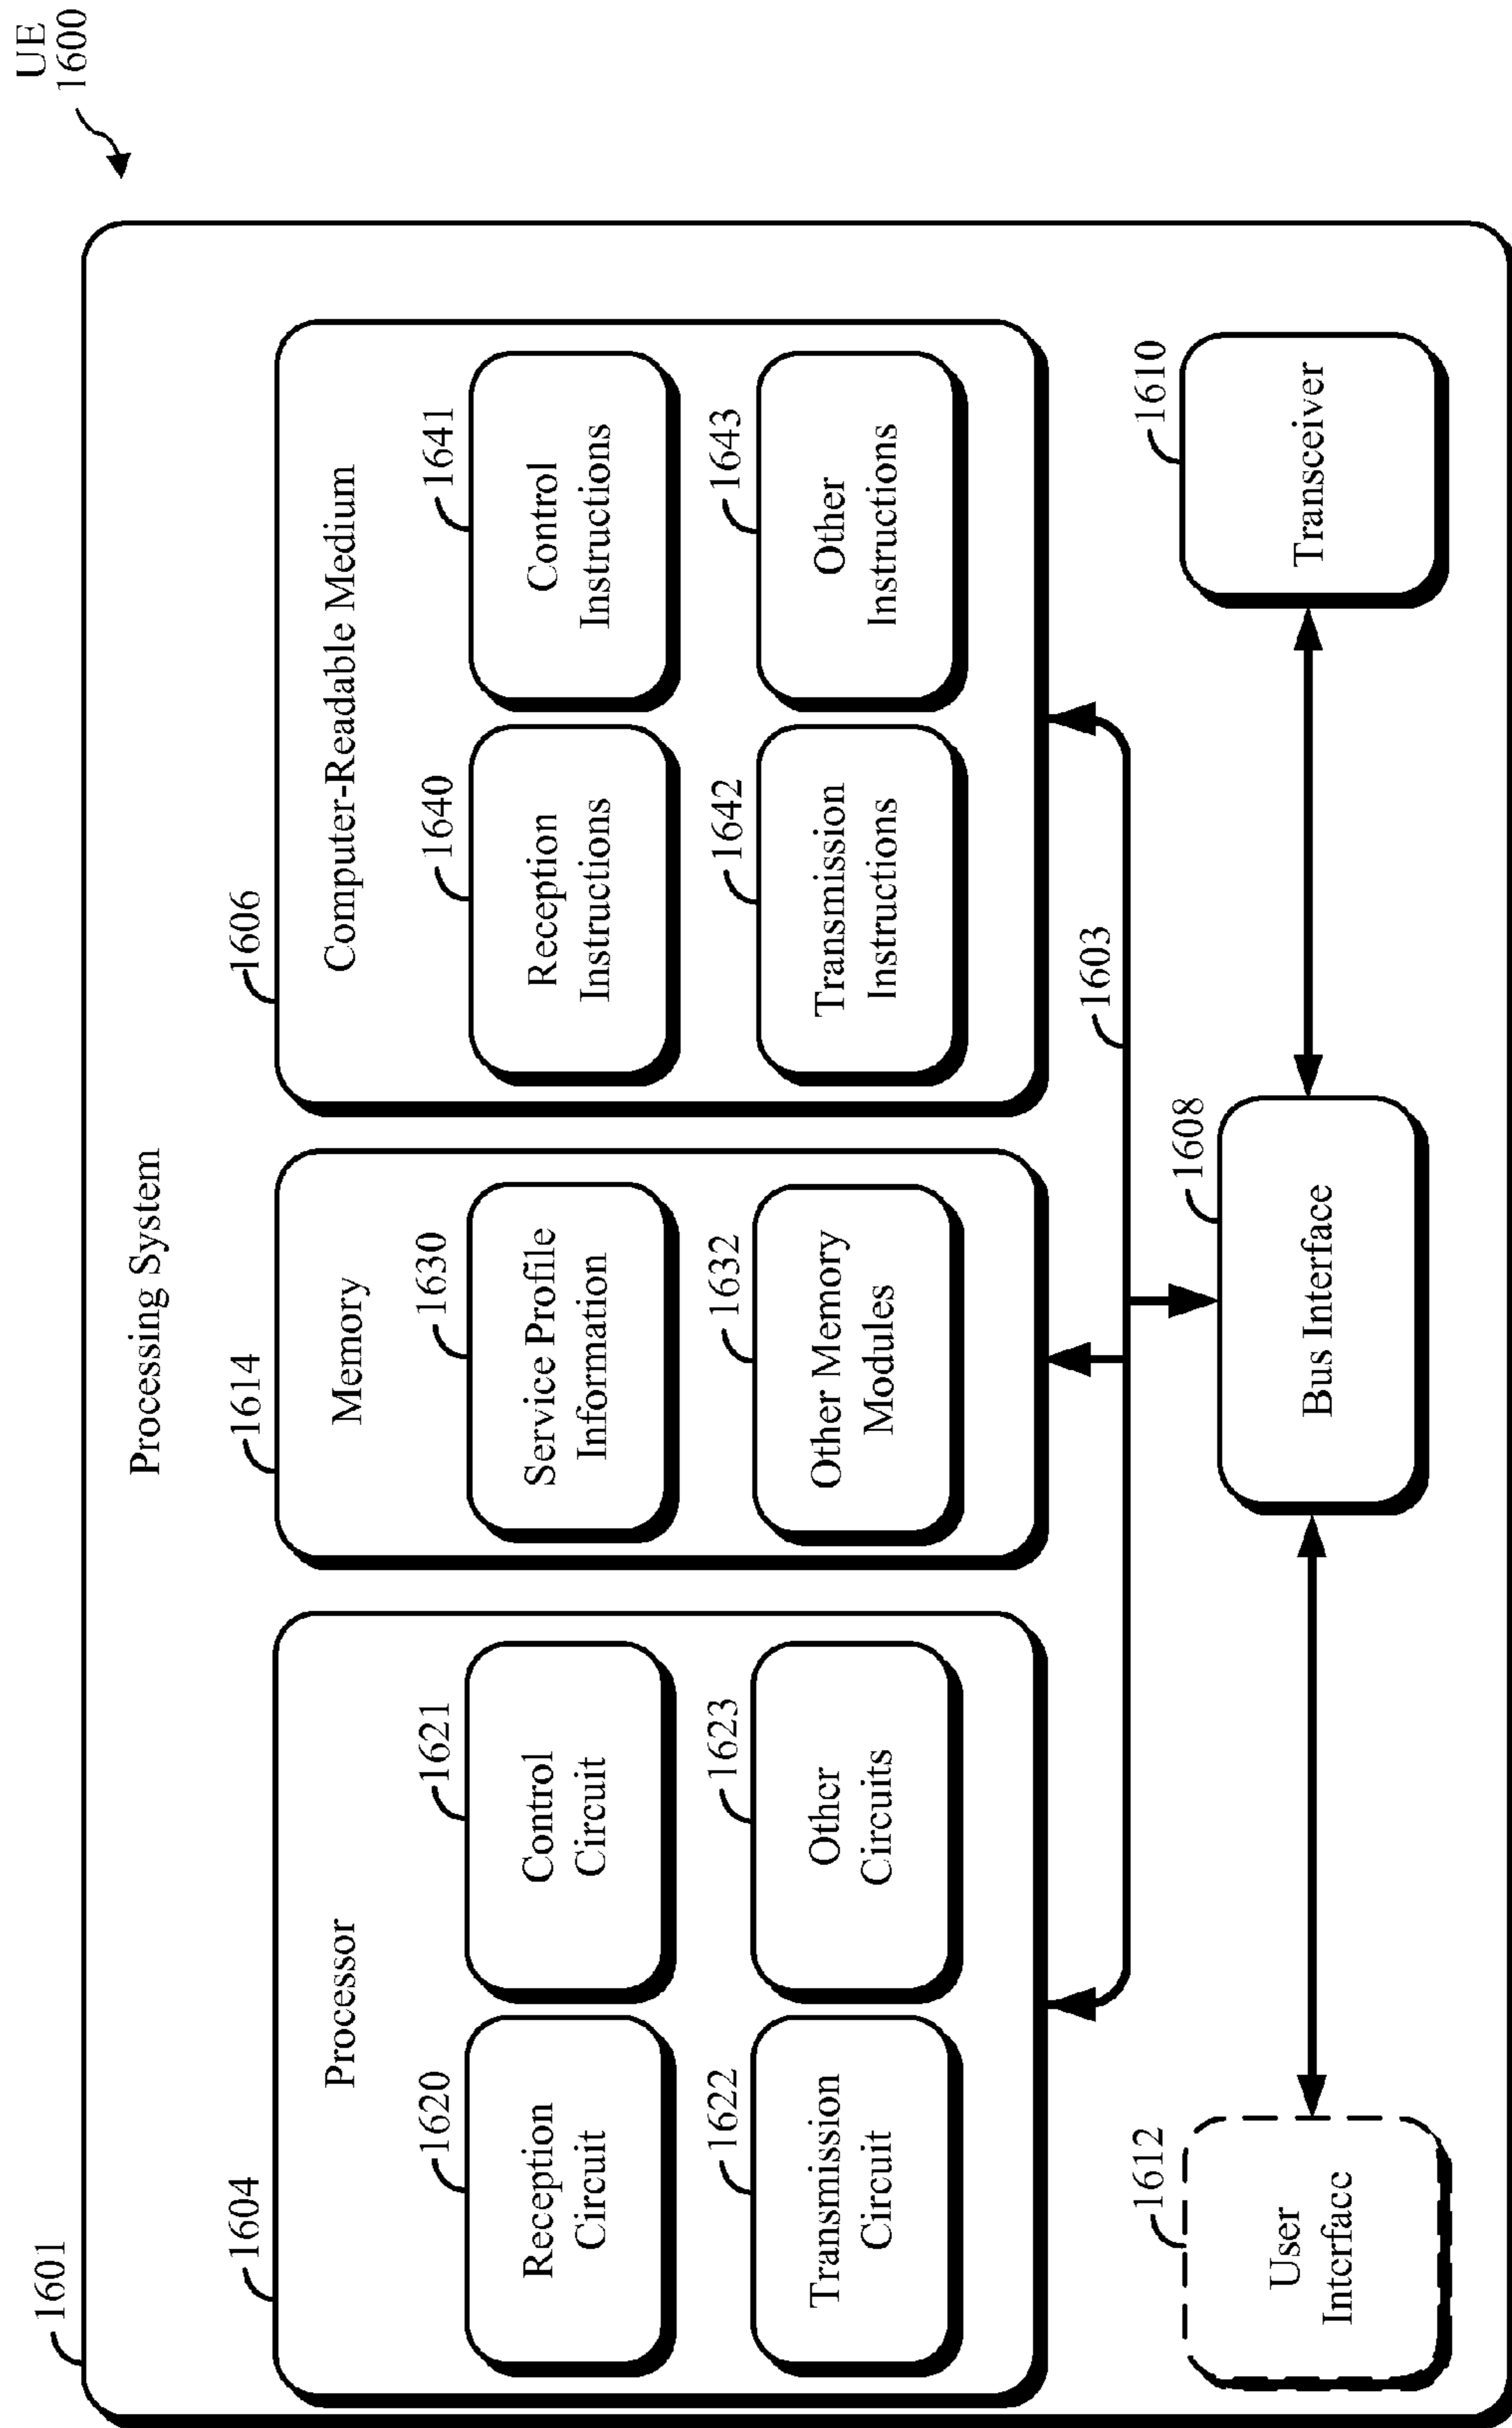 UE
1600
1601
Processing System
1604
Processor
1620
Reception
Circuit
1621
Control
Circuit
1622
Transmission
Circuit
1623
Other
Circuits
1614
Memory
1630
Service Profile
Information
1632
Other Memory
Modules
1606
Computer-Readable Medium
1640
Reception
Instructions
1641
Control
Instructions
1642
Transmission
Instructions
1643
Other
Instructions
1603
1612
User
Interface
1608
Bus Interface
1610
Transceiver